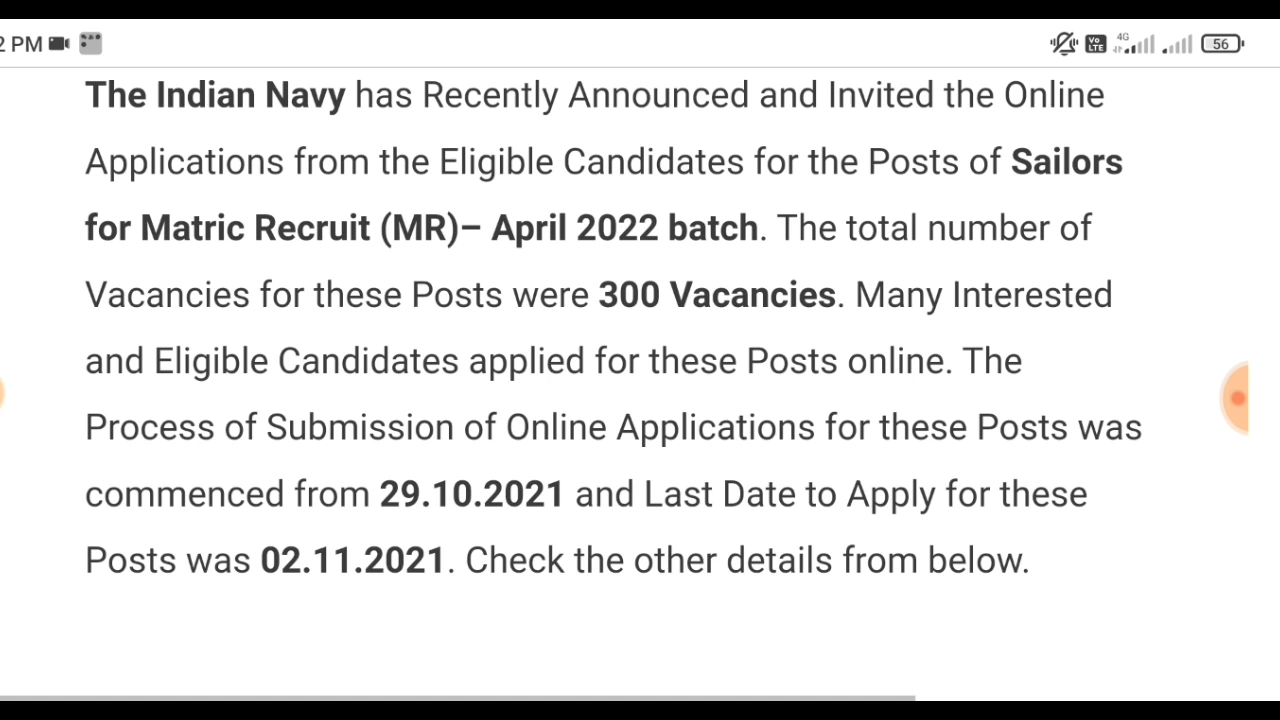 2 PM
Vo LTE 4G 56
The Indian Navy has Recently Announced and Invited the Online
Applications from the Eligible Candidates for the Posts of Sailors
for Matric Recruit (MR)– April 2022 batch. The total number of
Vacancies for these Posts were 300 Vacancies. Many Interested
and Eligible Candidates applied for these Posts online. The
Process of Submission of Online Applications for these Posts was
commenced from 29.10.2021 and Last Date to Apply for these
Posts was 02.11.2021. Check the other details from below.